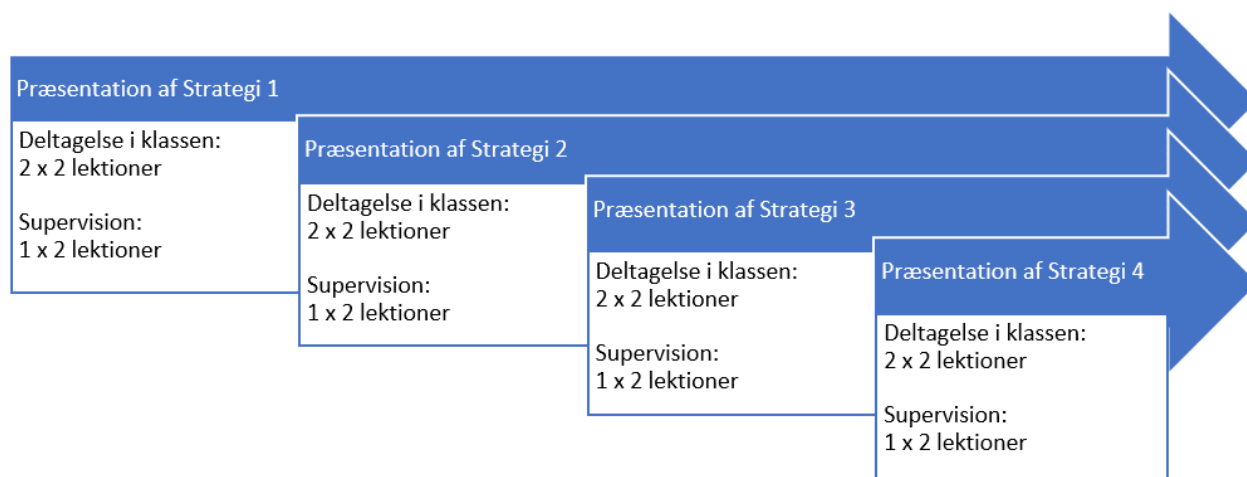 Præsentation af Strategi 1
Deltagelse i klassen:
2 x 2 lektioner
Supervision:
1 x 2 lektioner
Præsentation af Strategi 2
Deltagelse i klassen:
2 x 2 lektioner
Supervision:
1 x 2 lektioner
Præsentation af Strategi 3
Deltagelse i klassen:
2 x 2 lektioner
Supervision:
1 x 2 lektioner
Præsentation af Strategi 4
Deltagelse i klassen:
2 x 2 lektioner
Supervision:
1 x 2 lektioner